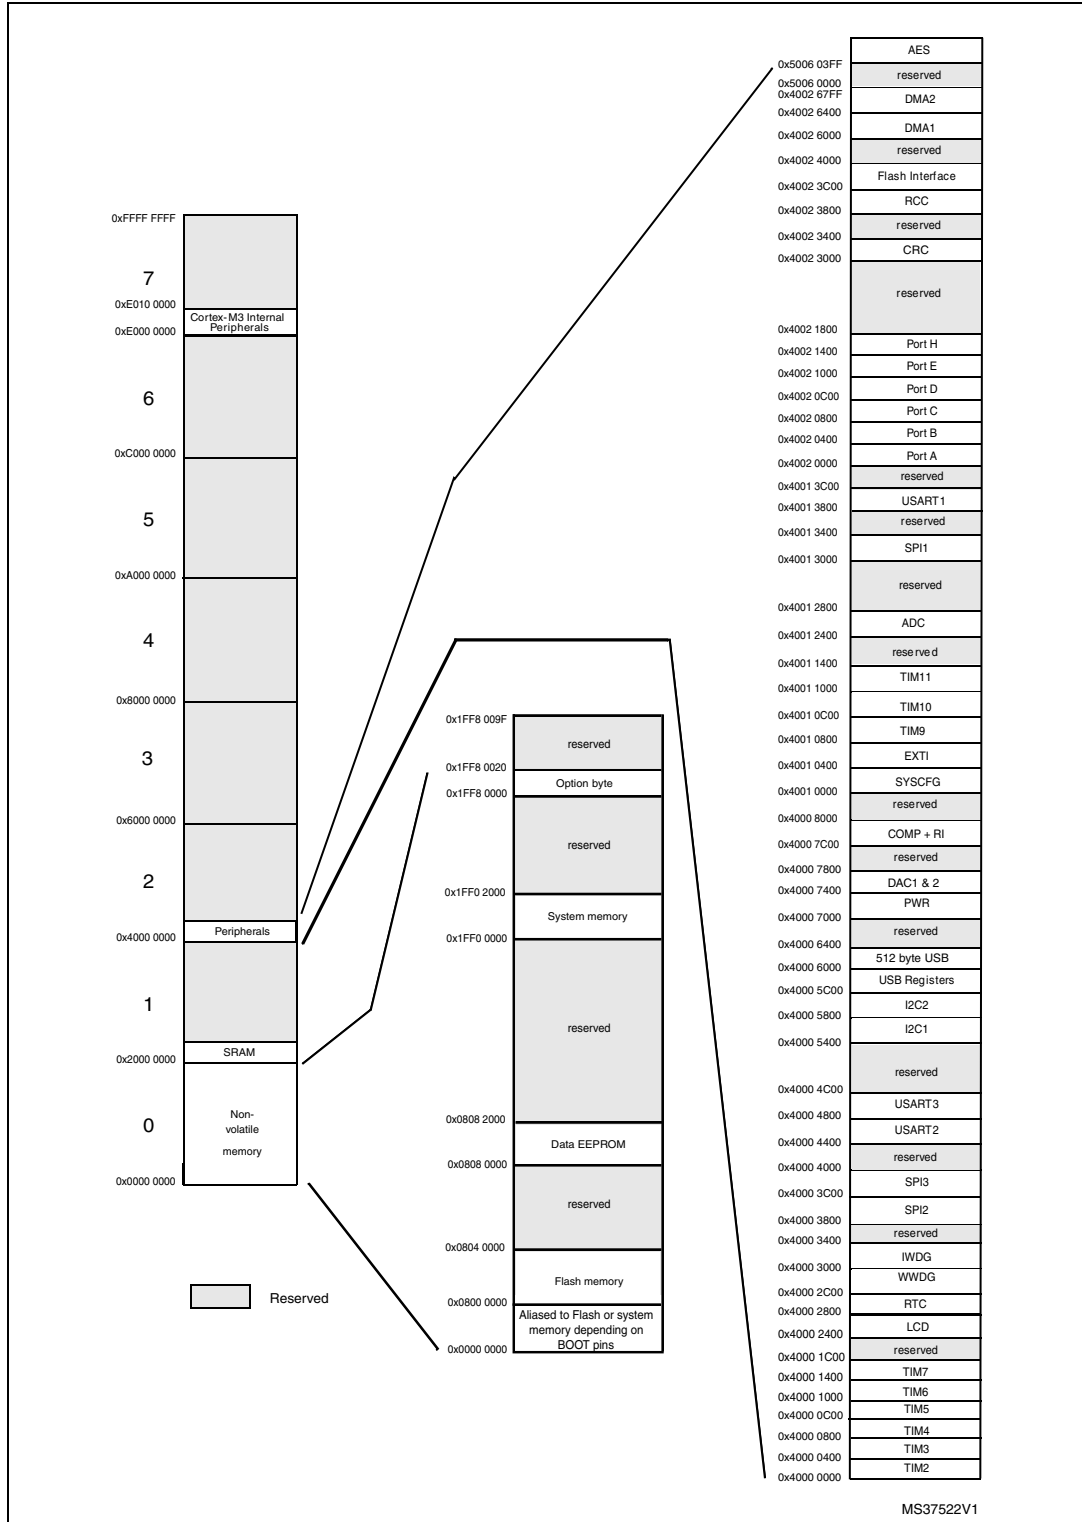 0xFFFF FFFF
7
0xE010 0000
Cortex-M3 Internal
Peripherals
0xE000 0000
6
0xC000 0000
5
0xA000 0000
4
0x8000 0000
3
0x6000 0000
2
Peripherals
0x4000 0000
1
SRAM
0x2000 0000
0
Non-
volatile
memory
0x0000 0000
Reserved
0x1FF8 009F
reserved
0x1FF8 0020
Option byte
0x1FF8 0000
reserved
0x1FF0 2000
System memory
0x1FF0 0000
reserved
0x0808 2000
Data EEPROM
0x0808 0000
reserved
0x0804 0000
Flash memory
0x0800 0000
Aliased to Flash or system
memory depending on
BOOT pins
0x0000 0000
AES
0x5006 03FF
reserved
0x5006 0000
0x4002 67FF
DMA2
0x4002 6400
DMA1
0x4002 6000
reserved
0x4002 4000
Flash Interface
0x4002 3C00
RCC
0x4002 3800
reserved
0x4002 3400
CRC
0x4002 3000
reserved
0x4002 1800
Port H
0x4002 1400
Port E
0x4002 1000
Port D
0x4002 0C00
Port C
0x4002 0800
Port B
0x4002 0400
Port A
0x4002 0000
reserved
0x4001 3C00
USART1
0x4001 3800
reserved
0x4001 3400
SPI1
0x4001 3000
reserved
0x4001 2800
ADC
0x4001 2400
reserved
0x4001 1400
TIM11
0x4001 1000
TIM10
0x4001 0C00
TIM9
0x4001 0800
EXTI
0x4001 0400
SYSCFG
0x4001 0000
reserved
0x4000 8000
COMP + RI
0x4000 7C00
reserved
0x4000 7800
DAC1 & 2
0x4000 7400
PWR
0x4000 7000
reserved
0x4000 6400
512 byte USB
0x4000 6000
USB Registers
0x4000 5C00
I2C2
0x4000 5800
I2C1
0x4000 5400
reserved
0x4000 4C00
USART3
0x4000 4800
USART2
0x4000 4400
reserved
0x4000 4000
SPI3
0x4000 3C00
SPI2
0x4000 3800
reserved
0x4000 3400
IWDG
0x4000 3000
WWDG
0x4000 2C00
RTC
0x4000 2800
LCD
0x4000 2400
reserved
0x4000 1C00
TIM7
0x4000 1400
TIM6
0x4000 1000
TIM5
0x4000 0C00
TIM4
0x4000 0800
TIM3
0x4000 0400
TIM2
0x4000 0000
MS37522V1